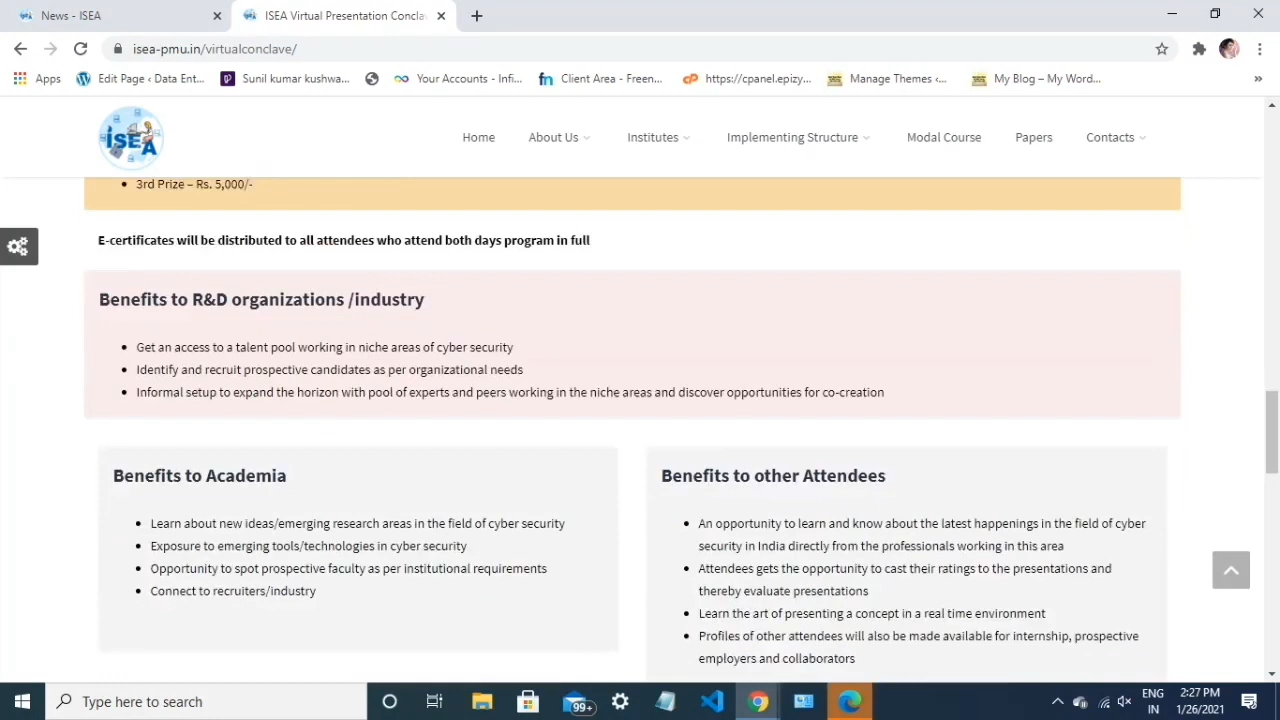 News - ISEA
ISEA Virtual Presentation Concla
isea-pmu.in/virtualconclave/
Apps
Edit Page ‹ Data Ent...
Sunil kumar kushwa...
Your Accounts - Infi...
fn Client Area - Freen...
cP https://cpanel.epizy...
Manage Themes ‹...
My Blog – My Word...
»
ISEA
Home
About Us
Institutes
Implementing Structure
Modal Course
Papers
Contacts
• 3rd Prize – Rs. 5,000/-
E-certificates will be distributed to all attendees who attend both days program in full
Benefits to R&D organizations /industry
• Get an access to a talent pool working in niche areas of cyber security
• Identify and recruit prospective candidates as per organizational needs
• Informal setup to expand the horizon with pool of experts and peers working in the niche areas and discover opportunities for co-creation
Benefits to Academia
• Learn about new ideas/emerging research areas in the field of cyber security
• Exposure to emerging tools/technologies in cyber security
• Opportunity to spot prospective faculty as per institutional requirements
• Connect to recruiters/industry
Benefits to other Attendees
• An opportunity to learn and know about the latest happenings in the field of cyber
security in India directly from the professionals working in this area
• Attendees gets the opportunity to cast their ratings to the presentations and
thereby evaluate presentations
• Learn the art of presenting a concept in a real time environment
• Profiles of other attendees will also be made available for internship, prospective
employers and collaborators
Type here to search
99+
ENG
IN
2:27 PM
1/26/2021